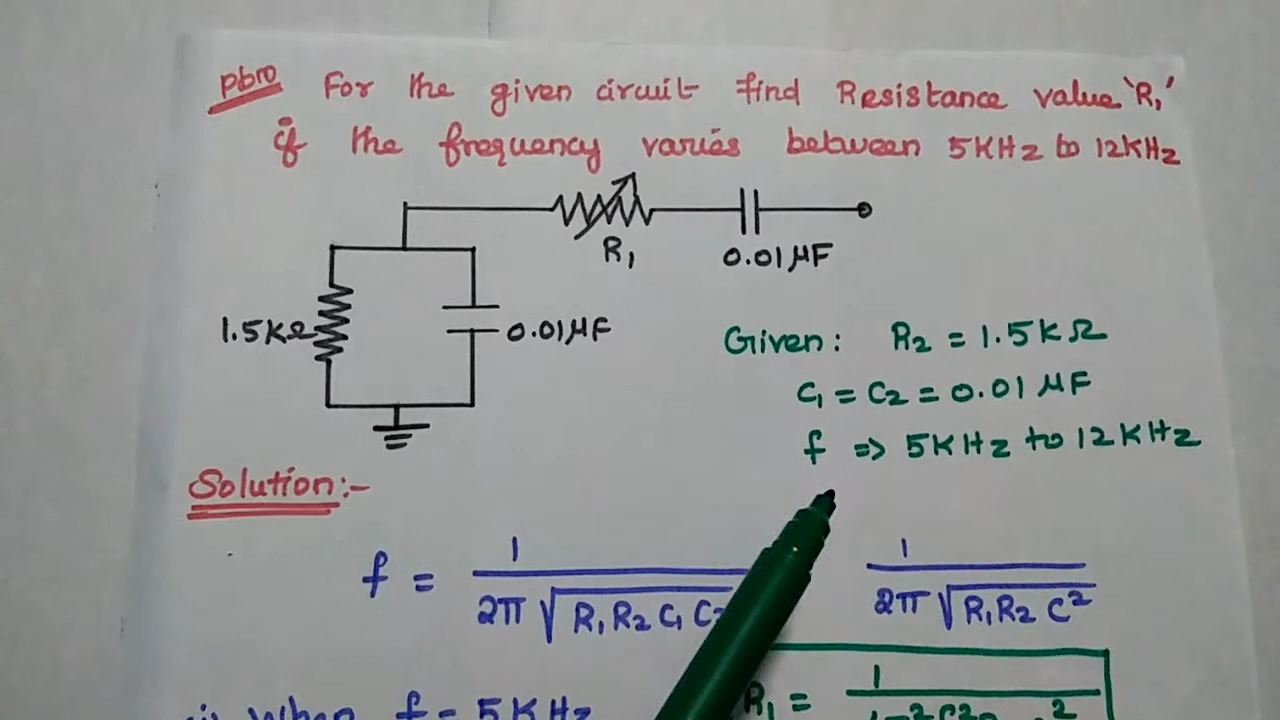 pbm For the given circuit find Resistance value 'R₁'
if the frequency varies between 5KHz to 12KHz
R₁
0.01μF
1.5KΩ
0.01μF
Given: R₂ = 1.5KΩ
C₁ = C₂ = 0.01 μF
f => 5KHz to 12KHz
Solution:-
f = 1 / 2π √R₁R₂C₁C₂
1 / 2π √R₁R₂C²
R₁ = 1
when f = 5KHz